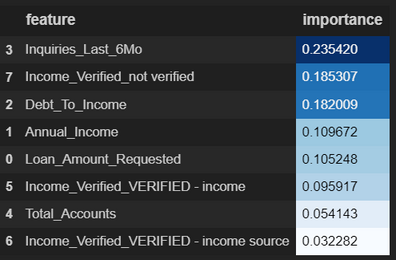 feature importance
3 Inquiries_Last_6Mo 0.235420
7 Income_Verified_not verified 0.185307
2 Debt_To_Income 0.182009
1 Annual_Income 0.109672
0 Loan_Amount_Requested 0.105248
5 Income_Verified_VERIFIED - income 0.095917
4 Total_Accounts 0.054143
6 Income_Verified_VERIFIED - income source 0.032282